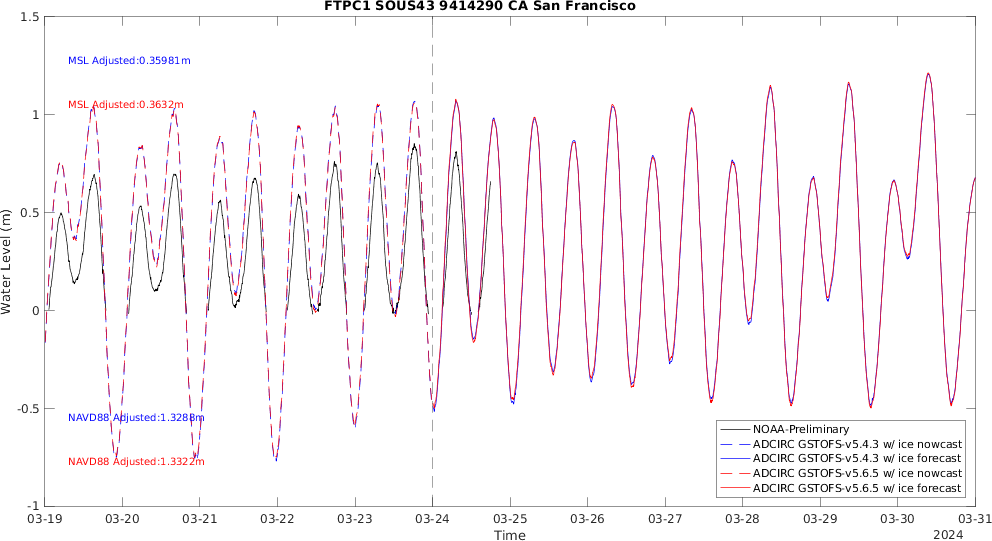 FTPC1 SOUS43 9414290 CA San Francisco
1.5
1
0.5
0
-0.5
-1
Water Level (m)
MSL Adjusted:0.35981m
MSL Adjusted:0.3632m
NAVD88 Adjusted:1.3288m
NAVD88 Adjusted:1.3322m
NOAA-Preliminary
ADCIRC GSTOFS-v5.4.3 w/ ice nowcast
ADCIRC GSTOFS-v5.4.3 w/ ice forecast
ADCIRC GSTOFS-v5.6.5 w/ ice nowcast
ADCIRC GSTOFS-v5.6.5 w/ ice forecast
03-19 03-20 03-21 03-22 03-23 03-24 03-25 03-26 03-27 03-28 03-29 03-30 03-31
Time
2024